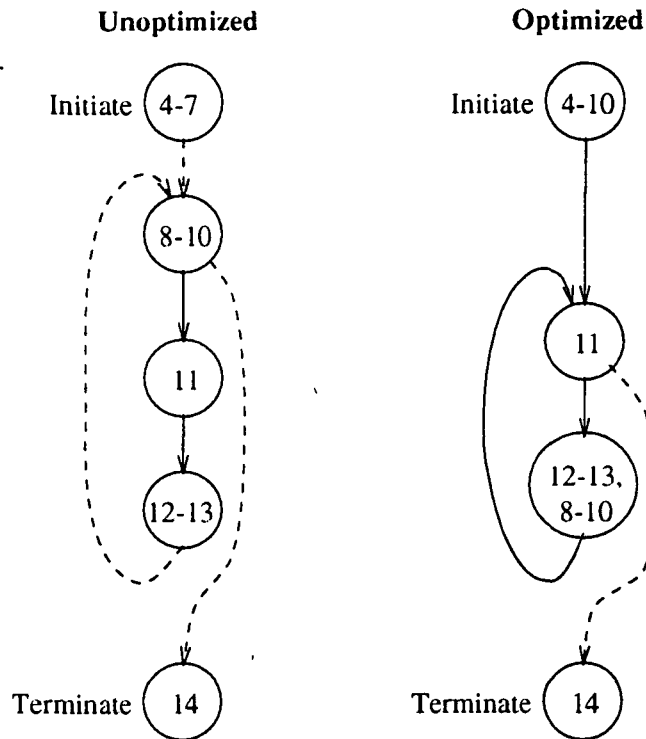 Unoptimized
Initiate 4-7
8-10
11
12-13
Terminate 14
Optimized
Initiate 4-10
11
12-13,
8-10
Terminate 14